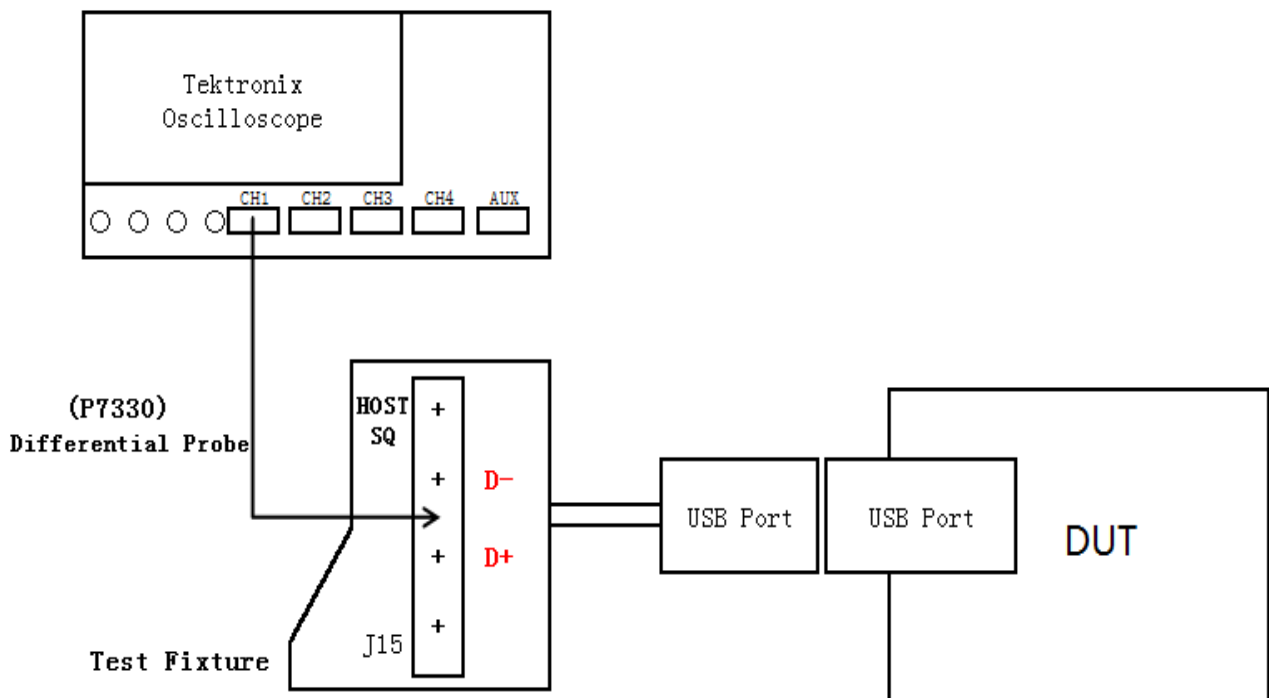 Tektronix
Oscilloscope
CH1 CH2 CH3 CH4 AUX
(P7330)
Differential Probe
HOST
SQ
+
+ D-
+ D+
+
J15
Test Fixture
USB Port
USB Port
DUT